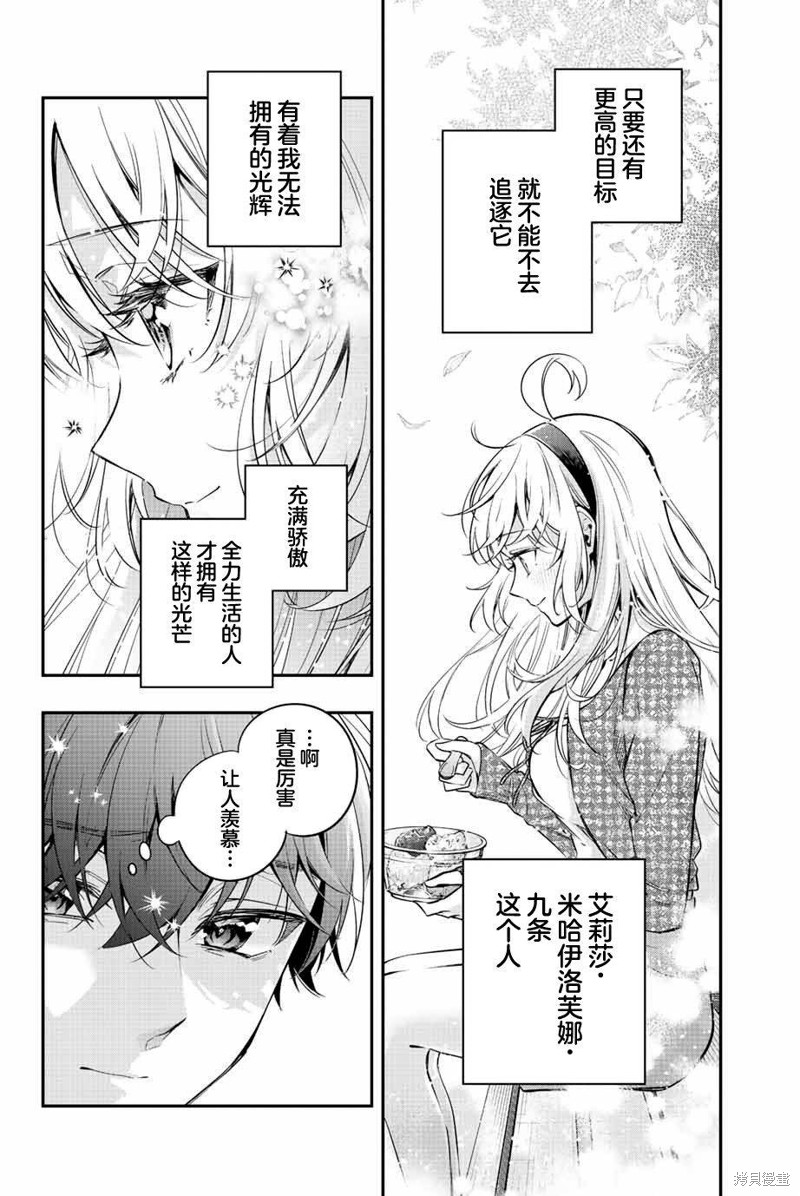 只要还有
更高的目标
就不能不去
追逐它
艾莉莎·
米哈伊洛芙娜·
九条
这个人
有着我无法
拥有的光辉
充满骄傲
全力生活的人
才拥有
这样的光芒
…啊
真是厉害
让人羡慕…
拷貝漫畫